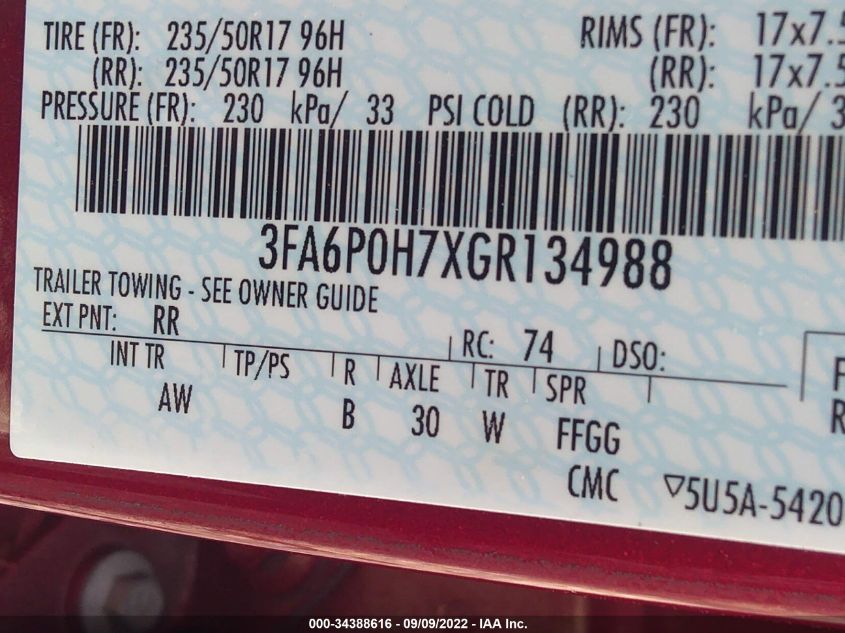 TIRE (FR): 235/50R17 96H RIMS (FR): 17x7.5
(RR): 235/50R17 96H (RR): 17x7.5
PRESSURE (FR): 230 kPa/ 33 PSI COLD (RR): 230 kPa/ 3
3FA6P0H7XGR134988
TRAILER TOWING - SEE OWNER GUIDE
EXT PNT: RR RC: 74 DSO:
INT TR TP/PS R AXLE TR SPR
AW B 30 W FFGG
CMC ▽5U5A-5420
F
R
000-34388616 - 09/09/2022 - IAA Inc.